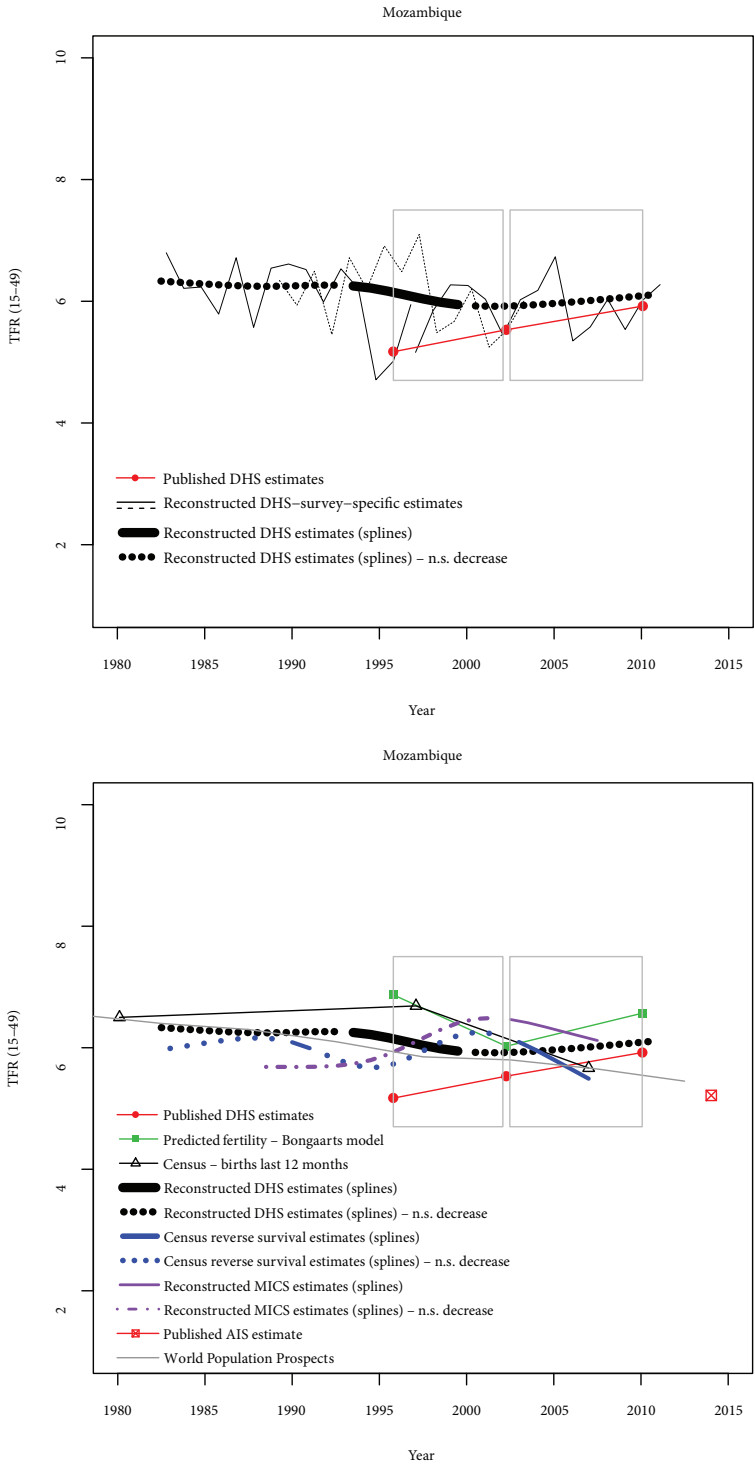 Mozambique
10
8
6
4
2
TFR (15–49)
Published DHS estimates
Reconstructed DHS−survey−specific estimates
Reconstructed DHS estimates (splines)
Reconstructed DHS estimates (splines) – n.s. decrease
1980 1985 1990 1995 2000 2005 2010 2015
Year
Mozambique
10
8
6
4
2
TFR (15–49)
Published DHS estimates
Predicted fertility – Bongaarts model
Census – births last 12 months
Reconstructed DHS estimates (splines)
Reconstructed DHS estimates (splines) – n.s. decrease
Census reverse survival estimates (splines)
Census reverse survival estimates (splines) – n.s. decrease
Reconstructed MICS estimates (splines)
Reconstructed MICS estimates (splines) – n.s. decrease
Published AIS estimate
World Population Prospects
1980 1985 1990 1995 2000 2005 2010 2015
Year